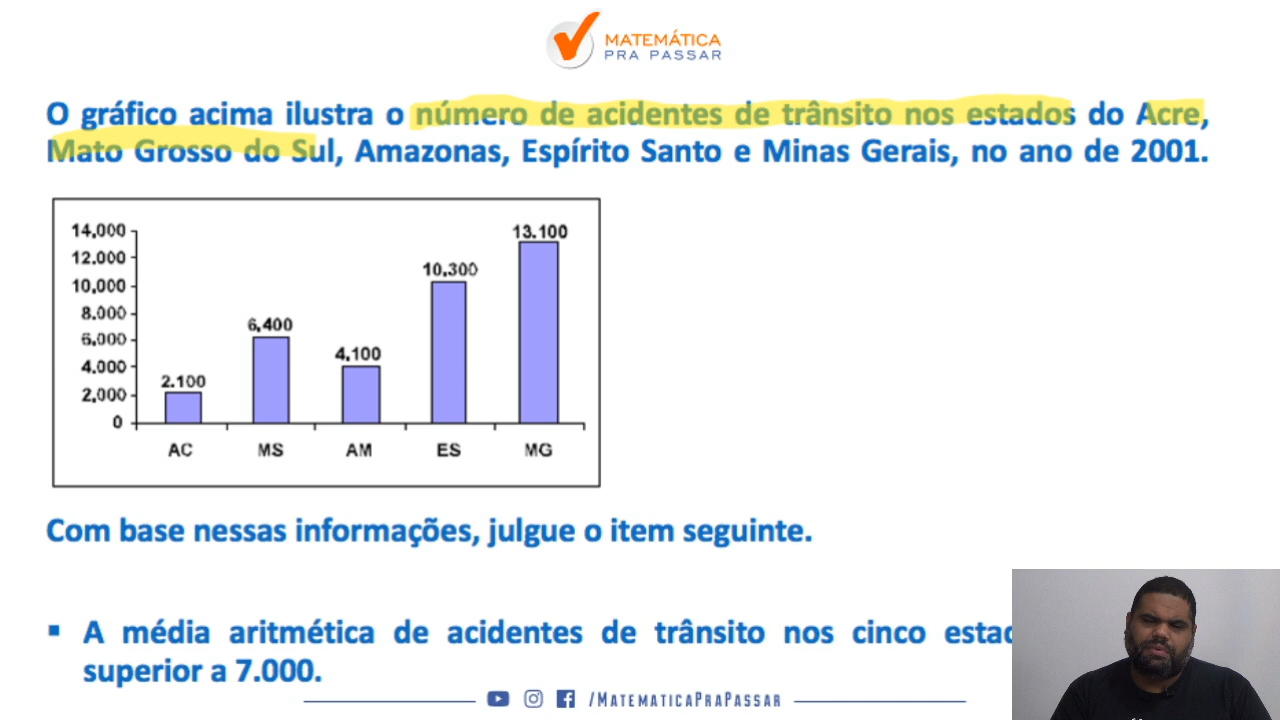 MATEMÁTICA
PRA PASSAR
O gráfico acima ilustra o número de acidentes de trânsito nos estados do Acre,
Mato Grosso do Sul, Amazonas, Espírito Santo e Minas Gerais, no ano de 2001.
14,000
12,000
10,000
8,000
6,000
4,000
2,000
0
2.100
6,400
4,100
10,300
13.100
AC MS AM ES MG
Com base nessas informações, julgue o item seguinte.
▪ A média aritmética de acidentes de trânsito nos cinco
superior a 7.000.
/MATEMATICAPRAPASSAR